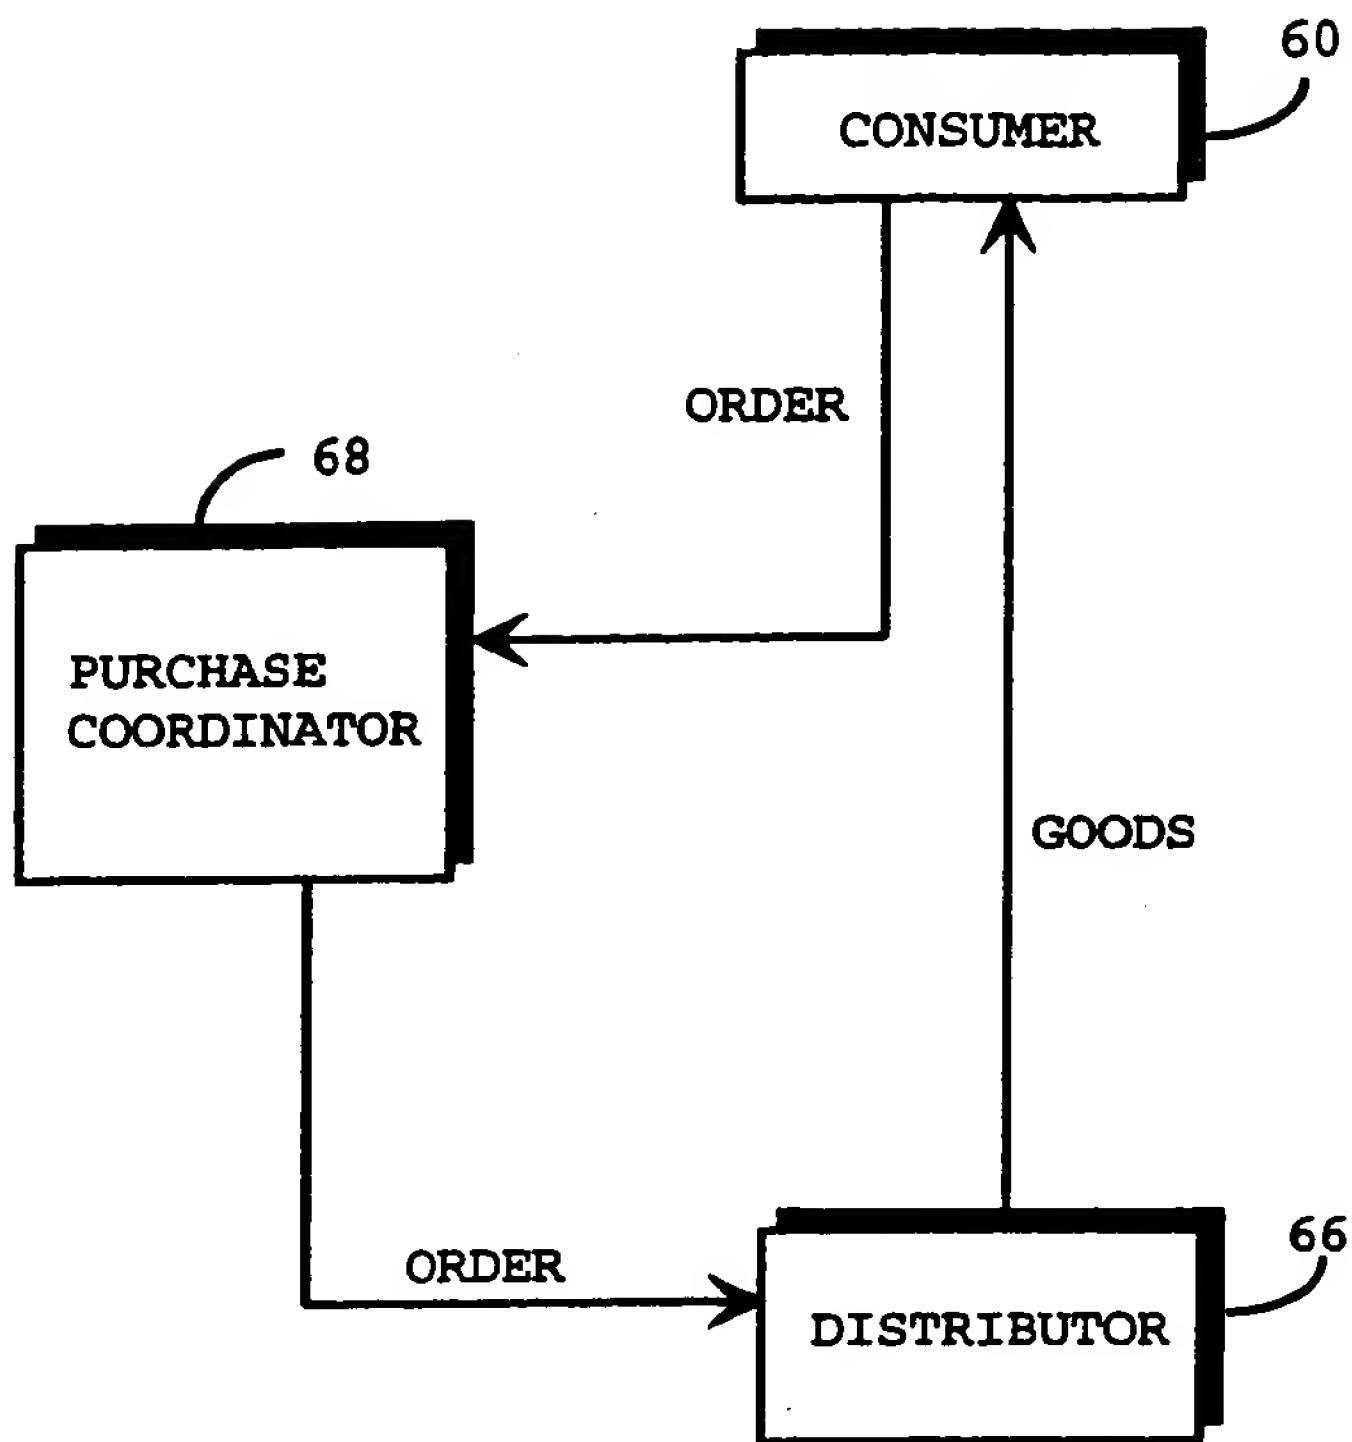 60
CONSUMER
ORDER
68
PURCHASE
COORDINATOR
GOODS
ORDER
66
DISTRIBUTOR